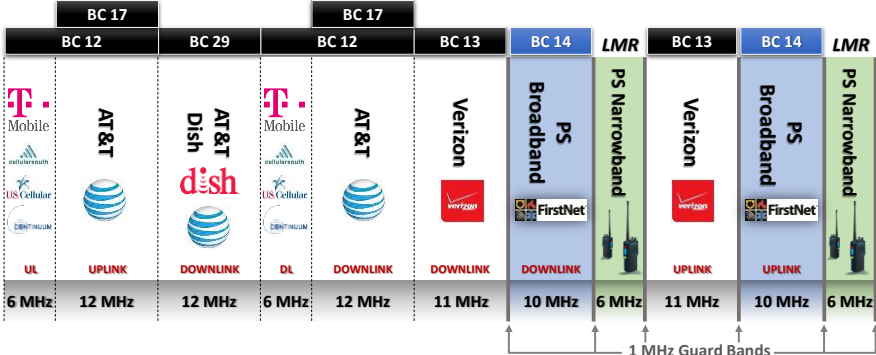 BC 17
BC 17
BC 12
BC 29
BC 12
BC 13
BC 14
LMR
BC 13
BC 14
LMR
T
Mobile
cellularsouth
U.S. Cellular
CONTINUUM
UL
6 MHz
AT&T
UPLINK
12 MHz
AT&T
Dish
dish
DOWNLINK
12 MHz
T
Mobile
cellularsouth
U.S. Cellular
CONTINUUM
DL
6 MHz
AT&T
DOWNLINK
12 MHz
Verizon
verizon
DOWNLINK
11 MHz
PS
Broadband
FirstNet
DOWNLINK
10 MHz
PS Narrowband
6 MHz
Verizon
verizon
UPLINK
11 MHz
PS
Broadband
FirstNet
UPLINK
10 MHz
PS Narrowband
6 MHz
1 MHz Guard Bands